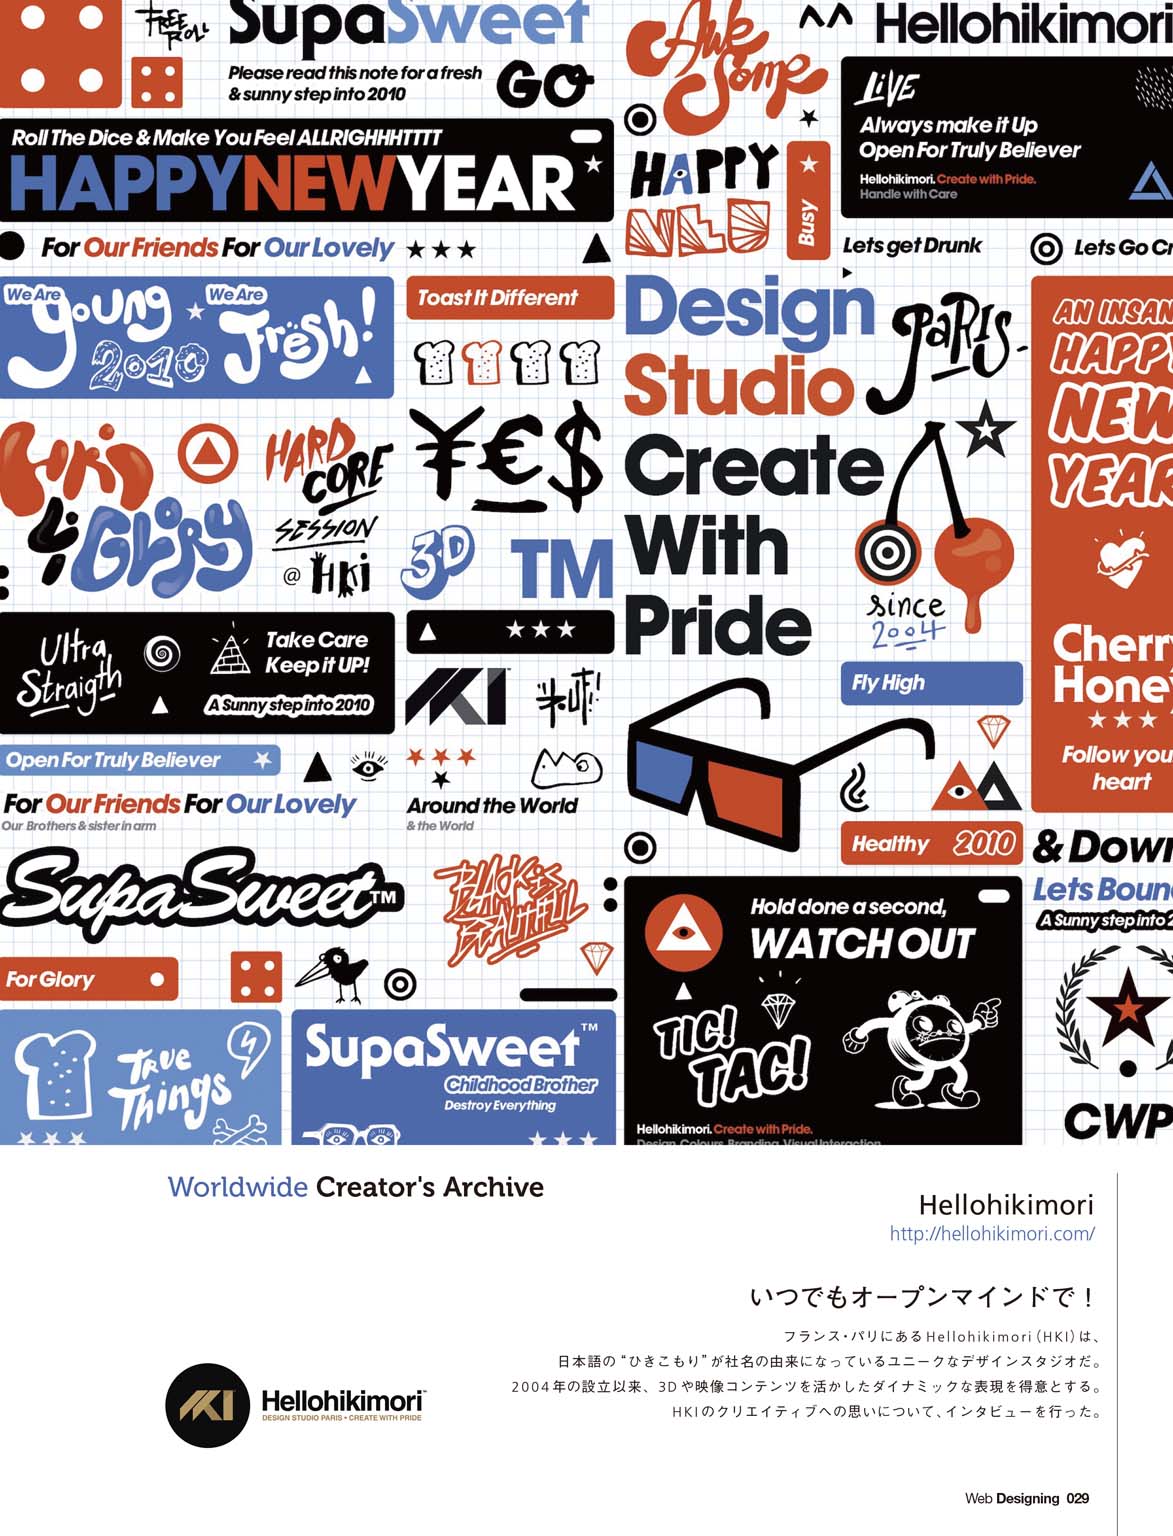 FREE
ROLL
SupaSweet
Please read this note for a fresh
& sunny step into 2010
GO
Roll The Dice & Make You Feel ALLRIGHHHTTTT
HAPPYNEWYEAR
For Our Friends For Our Lovely
We Are
young
We Are
Frësh!
2010
Toast It Different
HKI
HARD
CORE
SESSION
@ HKI
Glory
¥€$
3D
TM
Ultra
Straigth
Take Care
Keep it UP!
A Sunny step into 2010
HKI
Open For Truly Believer
For Our Friends For Our Lovely
Our Brothers & sister in arm
Around the World
& the World
SupaSweet TM
BLACK IS
BEAUTIFUL
For Glory
True
Things
SupaSweet TM
Childhood Brother
Destroy Everything
Awe
Some
^^
Hellohikimori
LiVE
Always make it Up
Open For Truly Believer
Hellohikimori. Create with Pride.
Handle with Care
HAPPY
NEW
Busy
Lets get Drunk
Lets Go Cr
Design
Studio
Create
With
Pride
PARIS.
since
2004
Fly High
Healthy 2010
AN INSAN
HAPPY
NEW
YEAR
Cherry
Honey
Follow you
heart
& Down
Lets Boun
A Sunny step into 2
CWP
Hold done a second,
WATCH OUT
TIC!
TAC!
Hellohikimori. Create with Pride.
Design. Colours. Branding. Visual Interaction
Worldwide Creator's Archive
Hellohikimori
http://hellohikimori.com/
いつでもオープンマインドで！
フランス・パリにあるHellohikimori（HKI）は、
日本語の“ひきこもり”が社名の由来になっているユニークなデザインスタジオだ。
2004年の設立以来、3Dや映像コンテンツを活かしたダイナミックな表現を得意とする。
HKIのクリエイティブへの思いについて、インタビューを行った。
HKI
Hellohikimori™
DESIGN STUDIO PARIS • CREATE WITH PRIDE
Web Designing 029